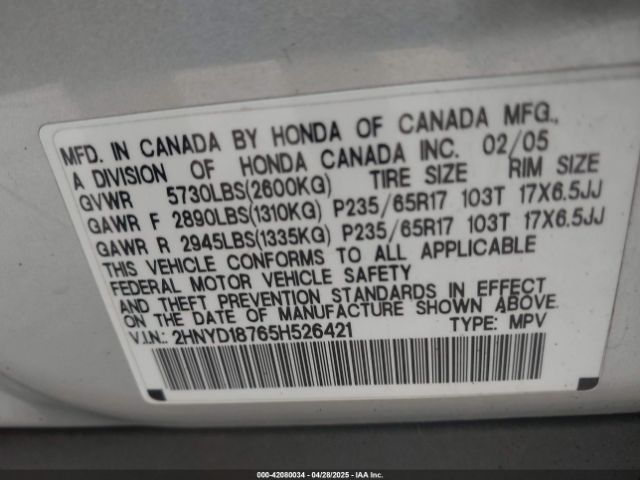 MFD. IN CANADA BY HONDA OF CANADA MFG.,
A DIVISION OF HONDA CANADA INC. 02/05
GVWR 5730LBS(2600KG) TIRE SIZE RIM SIZE
GAWR F 2890LBS(1310KG) P235/65R17 103T 17X6.5JJ
GAWR R 2945LBS(1335KG) P235/65R17 103T 17X6.5JJ
THIS VEHICLE CONFORMS TO ALL APPLICABLE
FEDERAL MOTOR VEHICLE SAFETY
AND THEFT PREVENTION STANDARDS IN EFFECT
ON THE DATE OF MANUFACTURE SHOWN ABOVE.
V.I.N.: 2HNYD18765H526421 TYPE: MPV
000-42080034 - 04/28/2025 - IAA Inc.